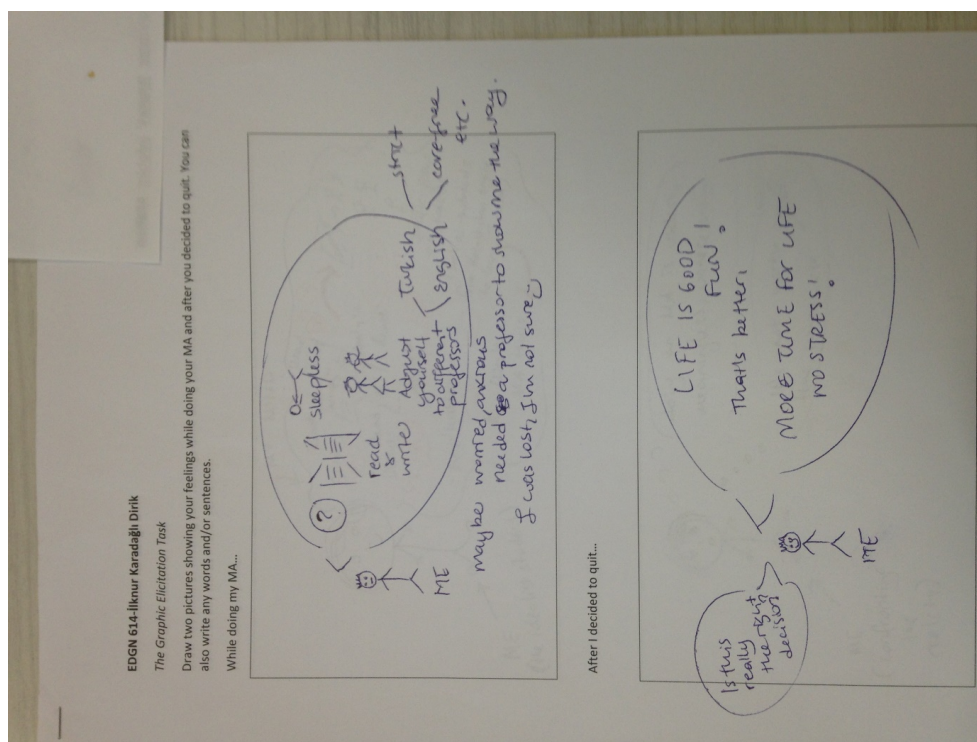 EDGN 614-İlknur Karadağlı Dirik
The Graphic Elicitation Task
Draw two pictures showing your feelings while doing your MA and after you decided to quit. You can
also write any words and/or sentences.
While doing my MA...
?
read
&
write
sleepless
Adjust
yourself
to different
professors
Turkish
English
strict
carefree
etc.
ME
maybe worried, anxious
needed a professor to show me the way.
I was lost, I'm not sure
After I decided to quit...
Is this
really
the right
decision
ME
LIFE IS GOOD
FUN!
That's better,
MORE TIME FOR LIFE
NO STRESS!